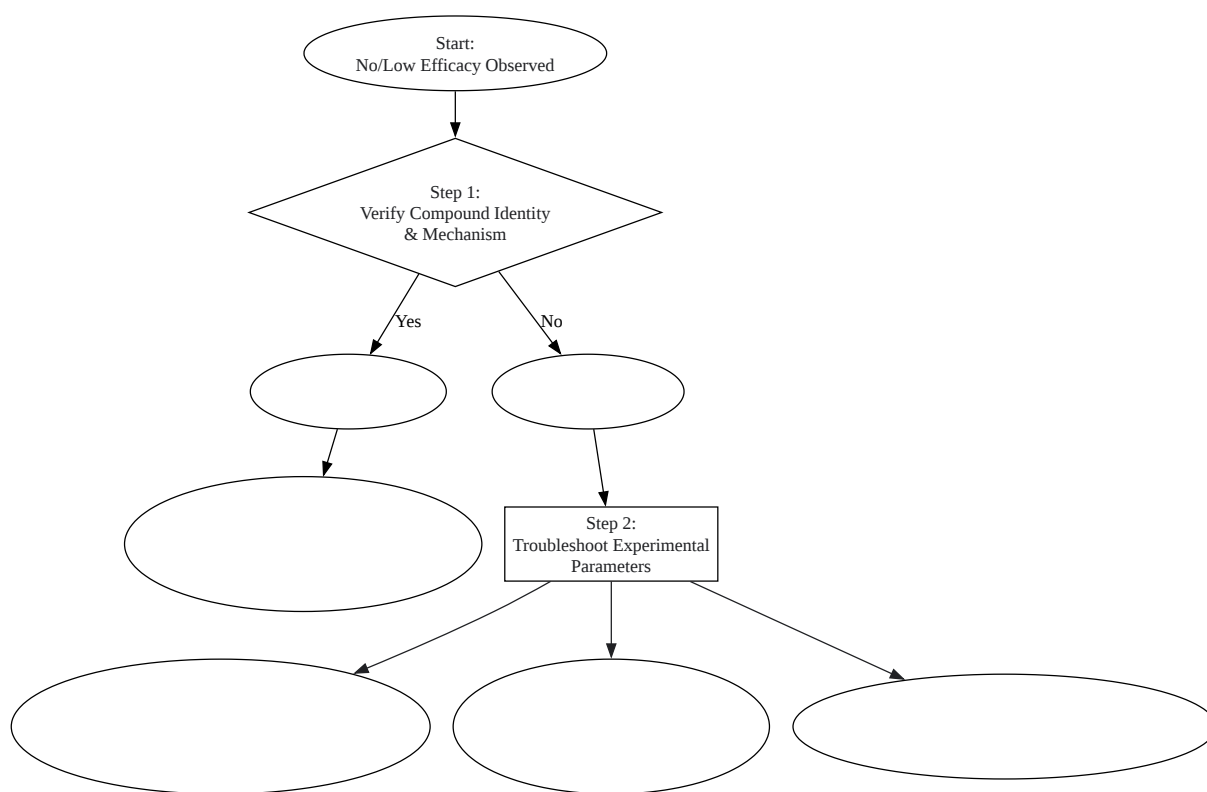 Start:
No/Low Efficacy Observed
Step 1:
Verify Compound Identity
& Mechanism
Yes
No
Step 2:
Troubleshoot Experimental
Parameters